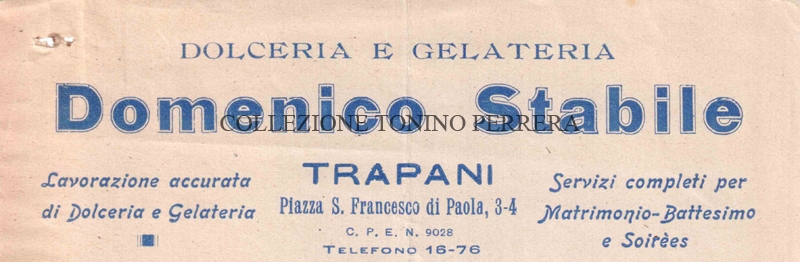 DOLCERIA E GELATERIA
Domenico Stabile
COLLEZIONE TONINO PERRERA
TRAPANI
Piazza S. Francesco di Paola, 3-4
C. P. E. N. 9028
TELEFONO 16-76
Lavorazione accurata
di Dolceria e Gelateria
Servizi completi per
Matrimonio-Battesimo
e Soirèes